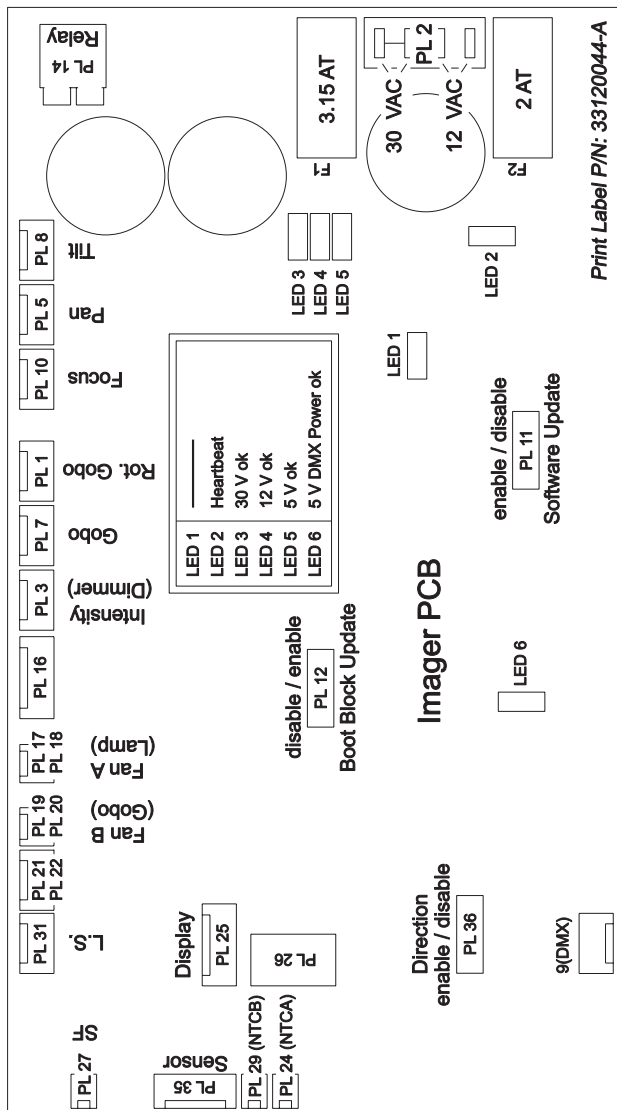 Relay
PL 14
3.15 AT
F1
PL 2
30 VAC
12 VAC
2 AT
F2
Print Label P/N: 33120044-A
PL 8
Tilt
PL 5
Pan
PL 10
Focus
PL 1
Rot. Gobo
PL 7
Gobo
PL 3
Intensity
(Dimmer)
PL 16
PL 17
PL 18
Fan A
(Lamp)
PL 19
PL 20
Fan B
(Gobo)
PL 21
PL 22
PL 31
L.S.
PL 27
SF
LED 3
LED 4
LED 5
LED 2
LED 1
LED 1 ———
LED 2 Heartbeat
LED 3 30 V ok
LED 4 12 V ok
LED 5 5 V ok
LED 6 5 V DMX Power ok
enable / disable
PL 11
Software Update
disable / enable
PL 12
Boot Block Update
Imager PCB
LED 6
Display
PL 25
PL 26
Direction
enable / disable
PL 36
9(DMX)
Sensor
PL 35
PL 29 (NTCB)
PL 24 (NTCA)